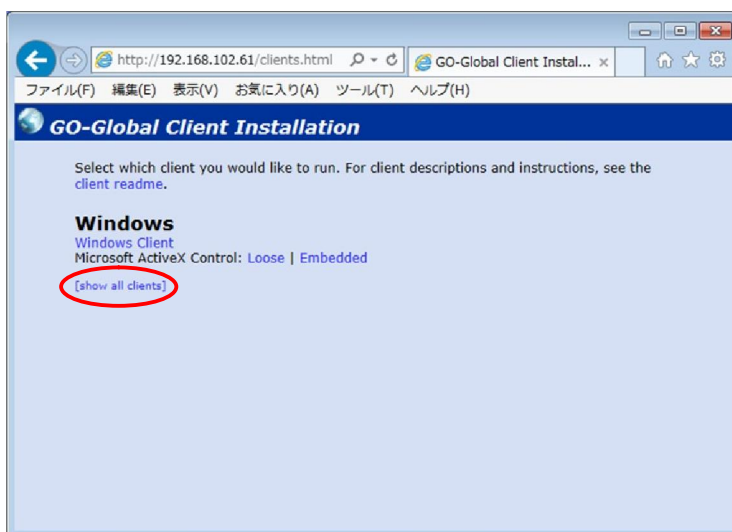 http://192.168.102.61/clients.html
GO-Global Client Instal...
ファイル(F) 編集(E) 表示(V) お気に入り(A) ツール(T) ヘルプ(H)
GO-Global Client Installation
Select which client you would like to run. For client descriptions and instructions, see the
client readme.
Windows
Windows Client
Microsoft ActiveX Control: Loose | Embedded
[show all clients]